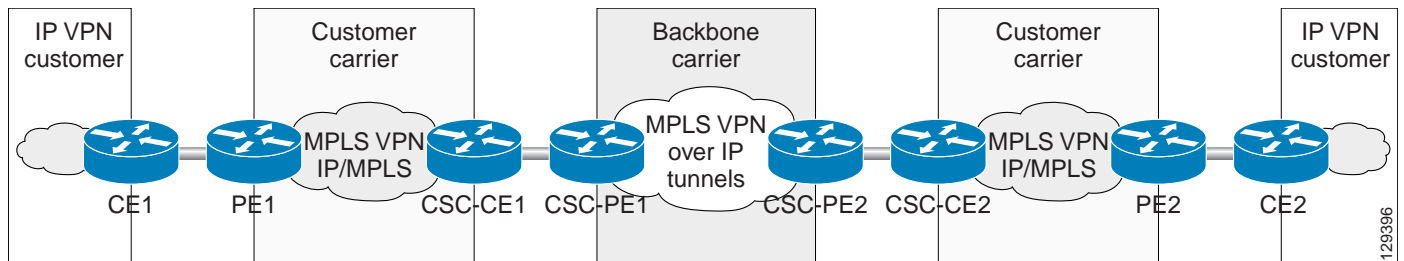 IP VPN
customer
Customer
carrier
Backbone
carrier
Customer
carrier
IP VPN
customer
MPLS VPN
IP/MPLS
MPLS VPN
over IP
tunnels
MPLS VPN
IP/MPLS
CE1
PE1
CSC-CE1
CSC-PE1
CSC-PE2
CSC-CE2
PE2
CE2
129396